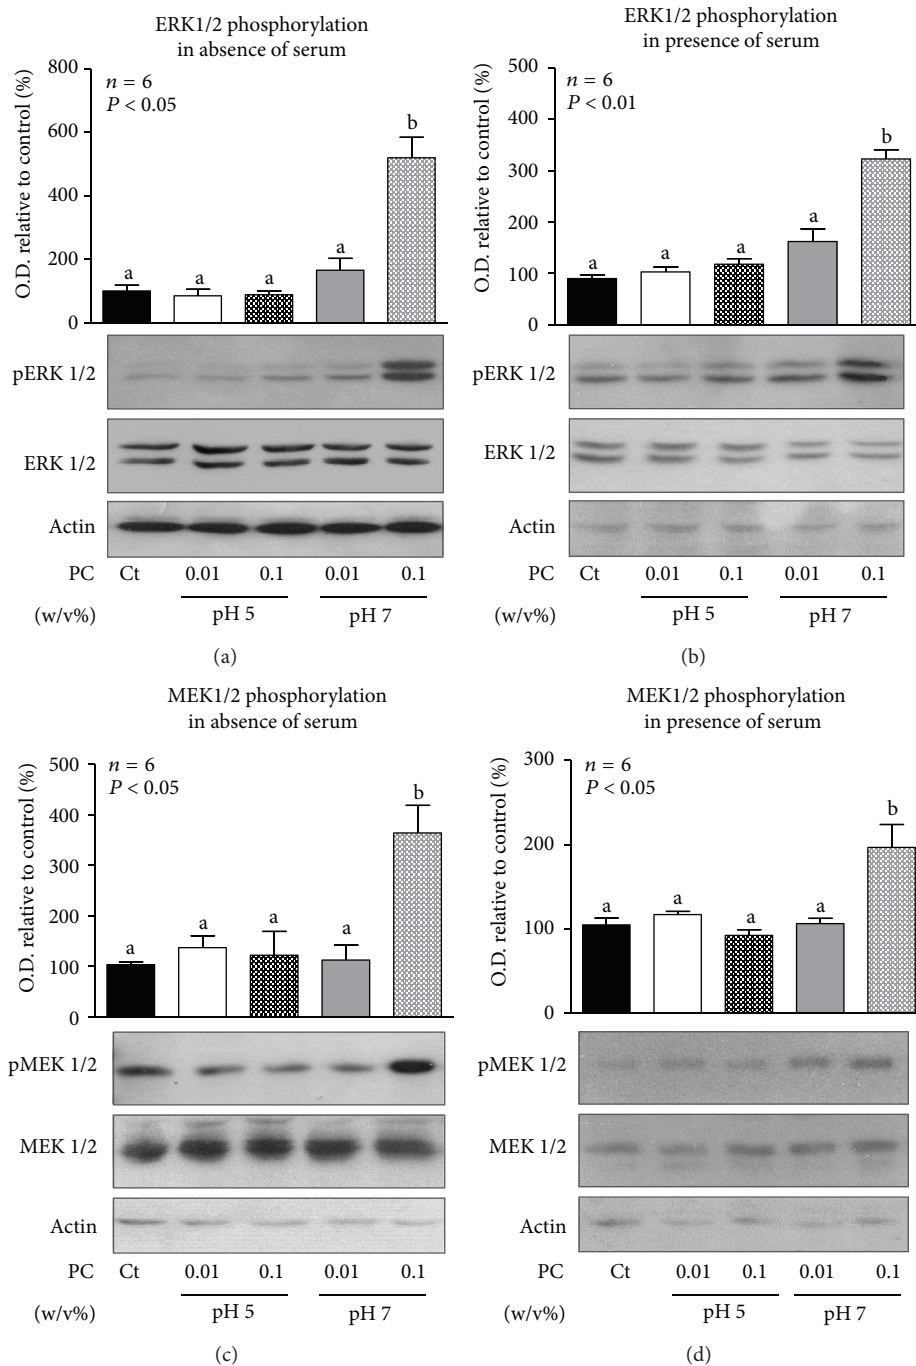 ERK1/2 phosphorylation
in absence of serum
O.D. relative to control (%)
800
600
400
200
0
n = 6
P < 0.05
a
a
a
a
b
pERK 1/2
ERK 1/2
Actin
PC Ct 0.01 0.1 0.01 0.1
(w/v%) pH 5 pH 7
(a)
ERK1/2 phosphorylation
in presence of serum
O.D. relative to control (%)
500
400
300
200
100
0
n = 6
P < 0.01
a
a
a
a
b
pERK 1/2
ERK 1/2
Actin
PC Ct 0.01 0.1 0.01 0.1
(w/v%) pH 5 pH 7
(b)
MEK1/2 phosphorylation
in absence of serum
O.D. relative to control (%)
500
400
300
200
100
0
n = 6
P < 0.05
a
a
a
a
b
pMEK 1/2
MEK 1/2
Actin
PC Ct 0.01 0.1 0.01 0.1
(w/v%) pH 5 pH 7
(c)
MEK1/2 phosphorylation
in presence of serum
O.D. relative to control (%)
300
200
100
0
n = 6
P < 0.05
a
a
a
a
b
pMEK 1/2
MEK 1/2
Actin
PC Ct 0.01 0.1 0.01 0.1
(w/v%) pH 5 pH 7
(d)